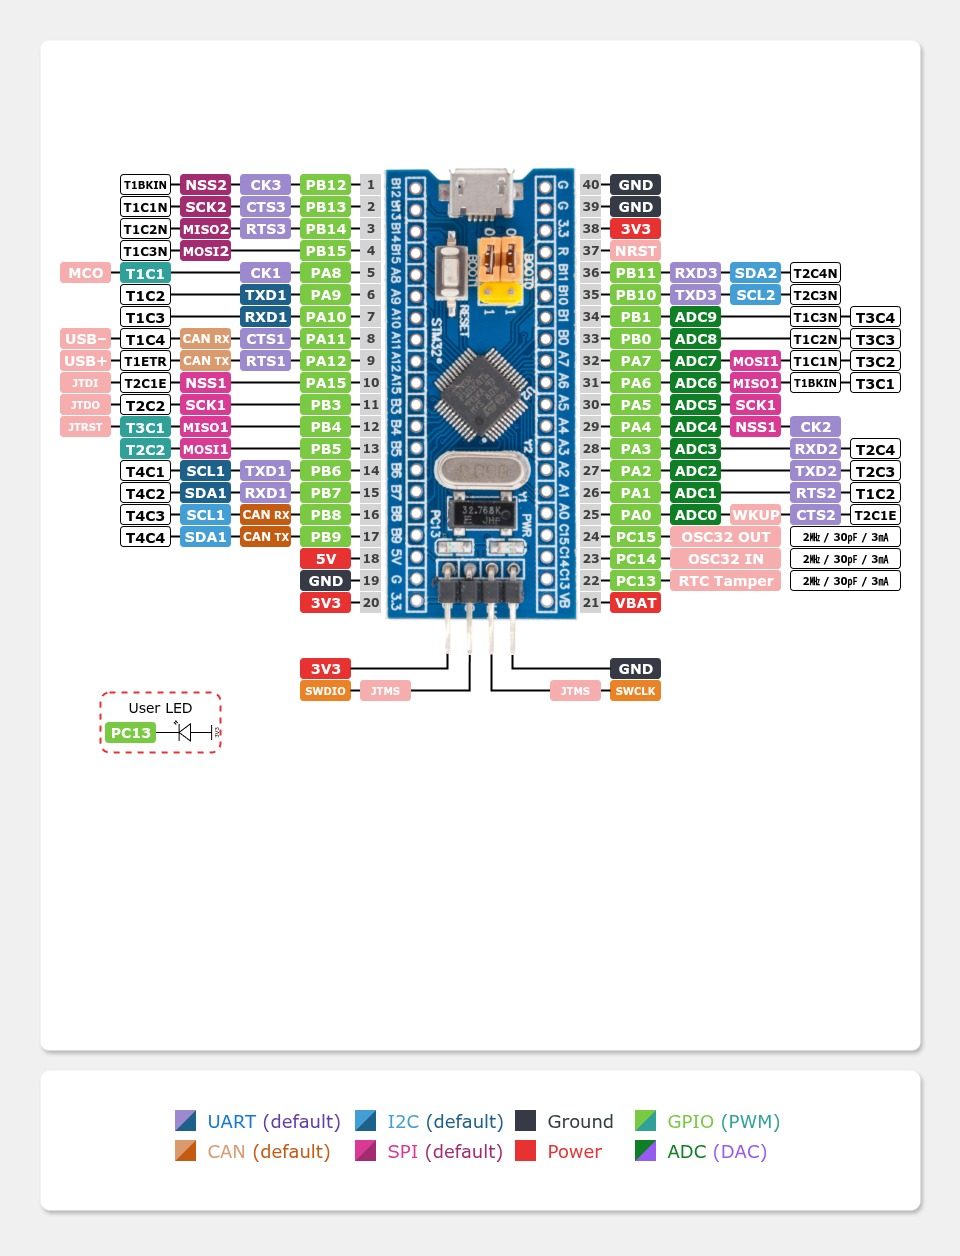 T1BKIN NSS2 CK3 PB12 1 B12 G 40 GND
T1C1N SCK2 CTS3 PB13 2 B13 G 39 GND
T1C2N MISO2 RTS3 PB14 3 B14 3.3 38 3V3
T1C3N MOSI2 PB15 4 B15 R 37 NRST
MCO T1C1 CK1 PA8 5 A8 B11 36 PB11 RXD3 SDA2 T2C4N
T1C2 TXD1 PA9 6 A9 B10 35 PB10 TXD3 SCL2 T2C3N
T1C3 RXD1 PA10 7 A10 B1 34 PB1 ADC9 T1C3N T3C4
USB− T1C4 CAN RX CTS1 PA11 8 A11 B0 33 PB0 ADC8 T1C2N T3C3
USB+ T1ETR CAN TX RTS1 PA12 9 A12 A7 32 PA7 ADC7 MOSI1 T1C1N T3C2
JTDI T2C1E NSS1 PA15 10 A15 A6 31 PA6 ADC6 MISO1 T1BKIN T3C1
JTDO T2C2 SCK1 PB3 11 B3 A5 30 PA5 ADC5 SCK1
JTRST T3C1 MISO1 PB4 12 B4 A4 29 PA4 ADC4 NSS1 CK2
T2C2 MOSI1 PB5 13 B5 A3 28 PA3 ADC3 RXD2 T2C4
T4C1 SCL1 TXD1 PB6 14 B6 A2 27 PA2 ADC2 TXD2 T2C3
T4C2 SDA1 RXD1 PB7 15 B7 A1 26 PA1 ADC1 RTS2 T1C2
T4C3 SCL1 CAN RX PB8 16 B8 A0 25 PA0 ADC0 WKUP CTS2 T2C1E
T4C4 SDA1 CAN TX PB9 17 B9 C15 24 PC15 OSC32 OUT 2㎒ / 30pF / 3mA
5V 18 5V C14 23 PC14 OSC32 IN 2㎒ / 30pF / 3mA
GND 19 G C13 22 PC13 RTC Tamper 2㎒ / 30pF / 3mA
3V3 20 3.3 VB 21 VBAT
0 0
BOOT1 BOOT0
1 1
RESET
STM32
Y2
32.768K
Y1
PC13 PWR
3V3 GND
SWDIO JTMS JTMS SWCLK
User LED
PC13 3V3
UART (default) I2C (default) Ground GPIO (PWM)
CAN (default) SPI (default) Power ADC (DAC)